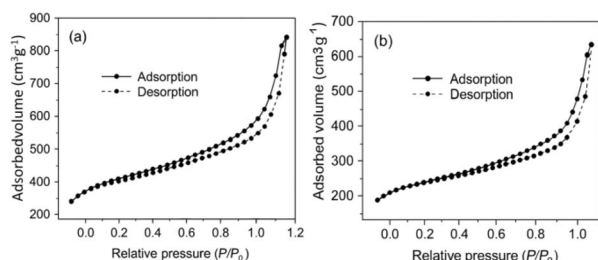 (a)
900
800
700
600
500
400
200
Adsorbedvolume (cm³g⁻¹)
Adsorption
Desorption
0.0 0.2 0.4 0.6 0.8 1.0 1.2
Relative pressure (P/P₀)
(b)
700
600
500
400
300
200
Adsorbed volume (cm3 g⁻¹)
Adsorption
Desorption
0.0 0.2 0.4 0.6 0.8 1.0
Relative pressure (P/P₀)